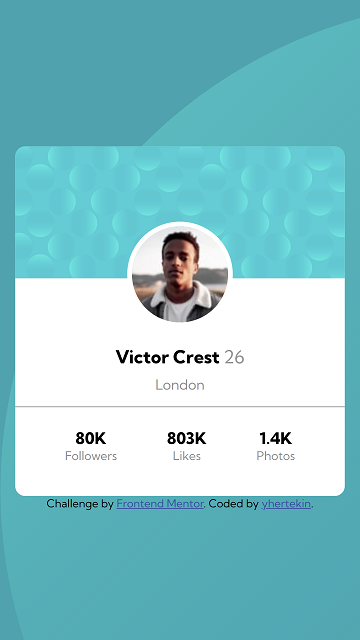 Victor Crest 26
London
80K 803K 1.4K
Followers Likes Photos
Challenge by Frontend Mentor. Coded by yhertekin.